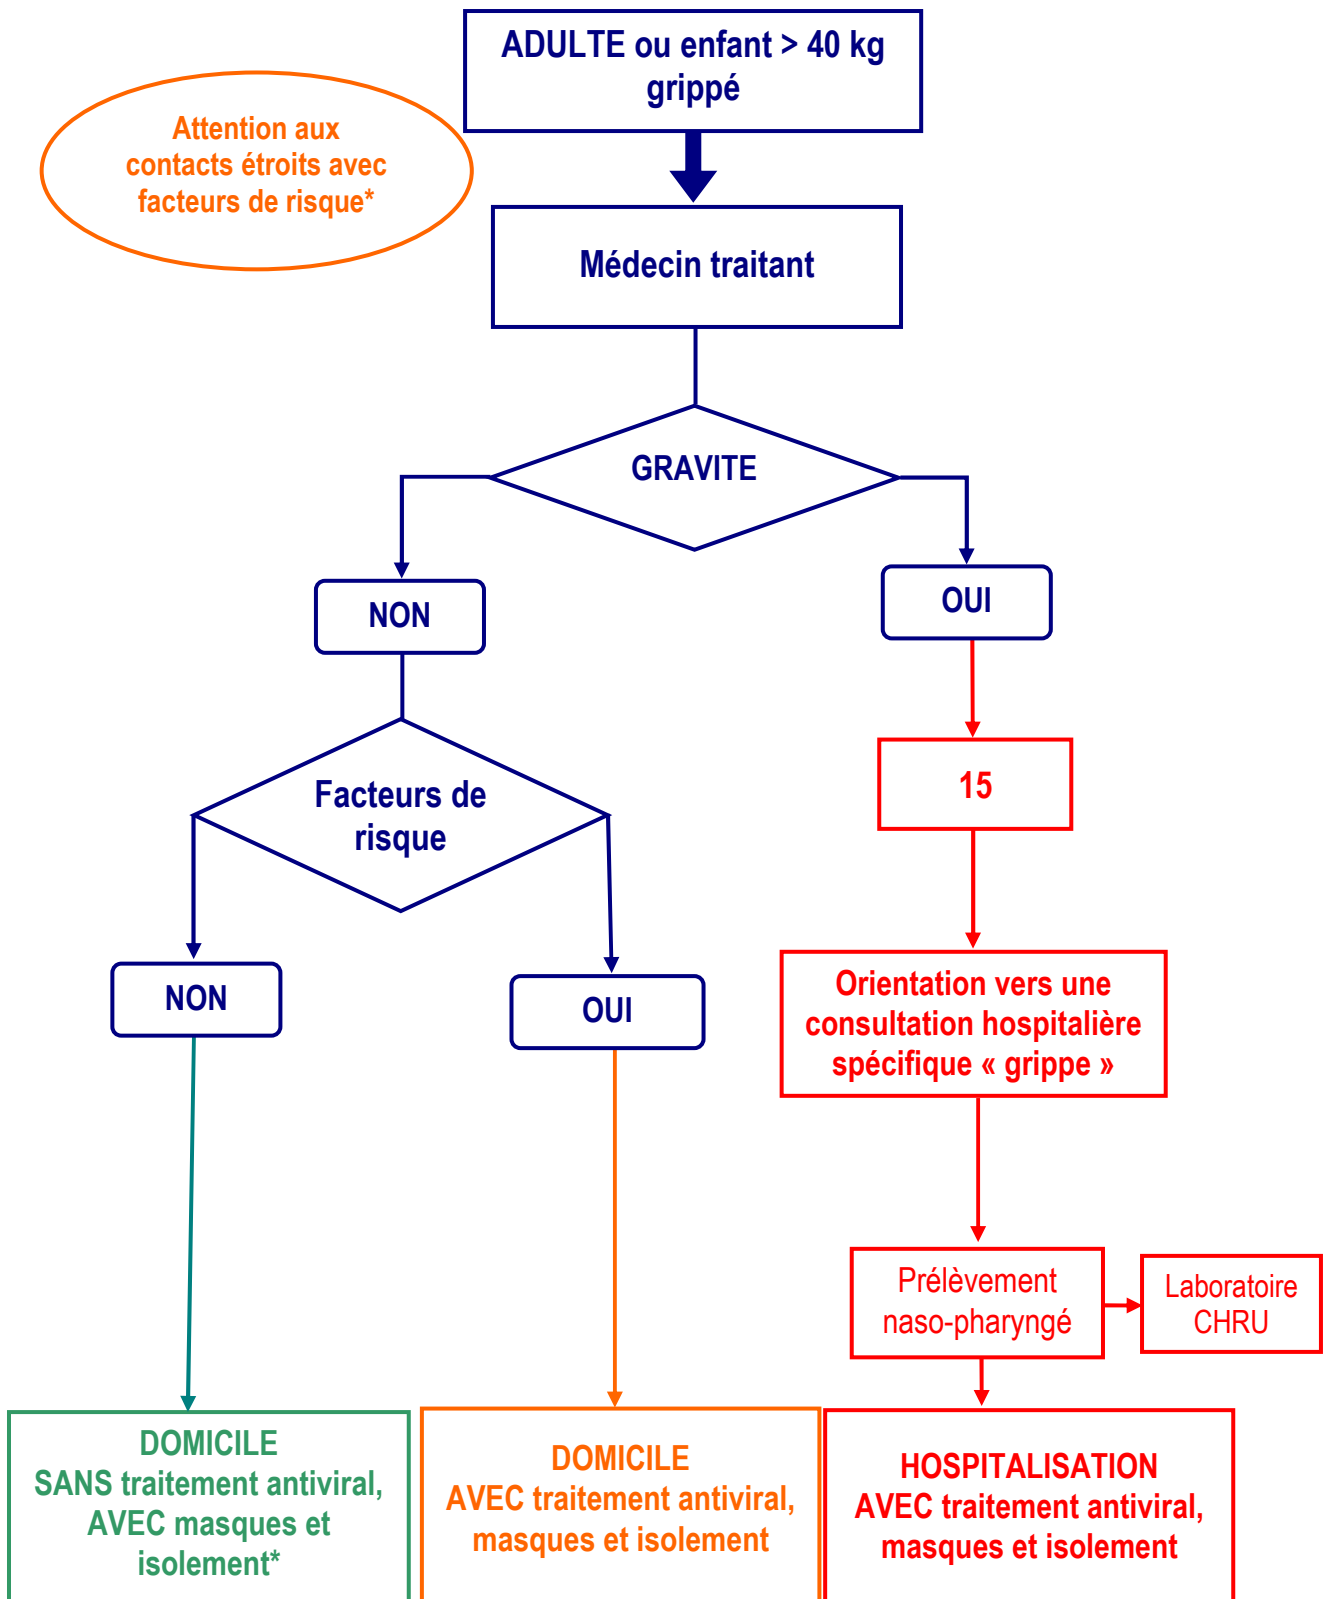 ADULTE ou enfant > 40 kg
grippé
Attention aux
contacts étroits avec
facteurs de risque*
Médecin traitant
GRAVITE
NON
OUI
Facteurs de
risque
15
NON
OUI
Orientation vers une
consultation hospitalière
spécifique « grippe »
Prélèvement
naso-pharyngé
Laboratoire
CHRU
DOMICILE
SANS traitement antiviral,
AVEC masques et
isolement*
DOMICILE
AVEC traitement antiviral,
masques et isolement
HOSPITALISATION
AVEC traitement antiviral,
masques et isolement